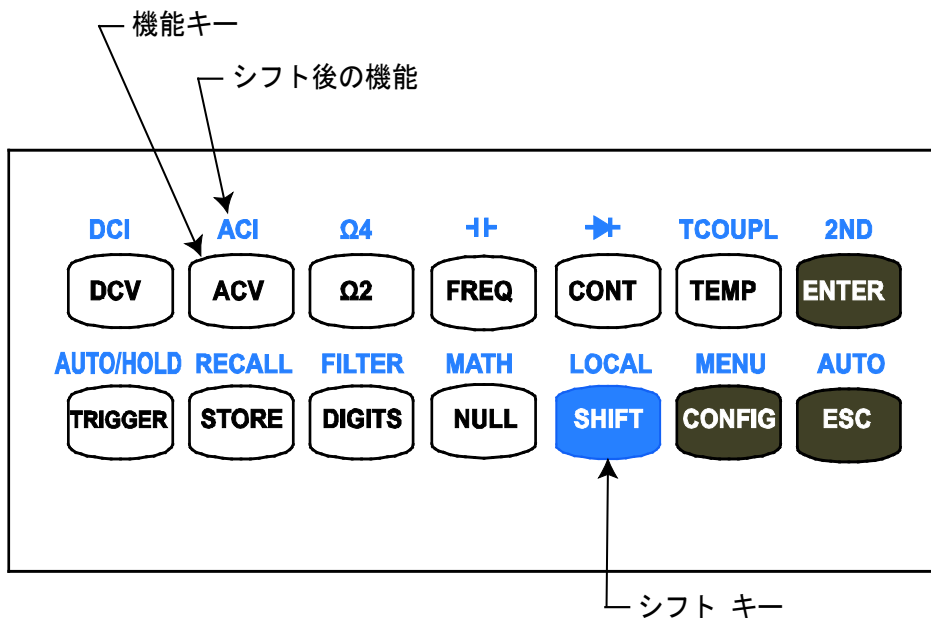 機能キー
シフト後の機能
DCI ACI Ω4 TCOUPL 2ND
DCV ACV Ω2 FREQ CONT TEMP ENTER
AUTO/HOLD RECALL FILTER MATH LOCAL MENU AUTO
TRIGGER STORE DIGITS NULL SHIFT CONFIG ESC
シフト キー